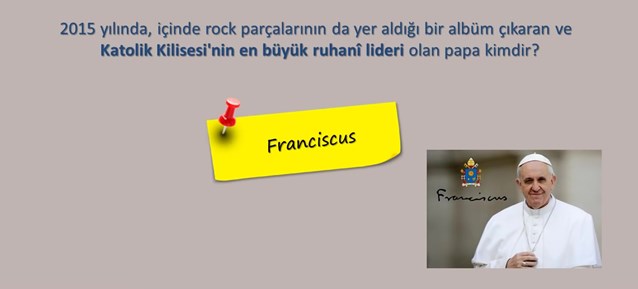 2015 yılında, içinde rock parçalarının da yer aldığı bir albüm çıkaran ve
Katolik Kilisesi'nin en büyük ruhanî lideri olan papa kimdir?
Franciscus
Franciscus